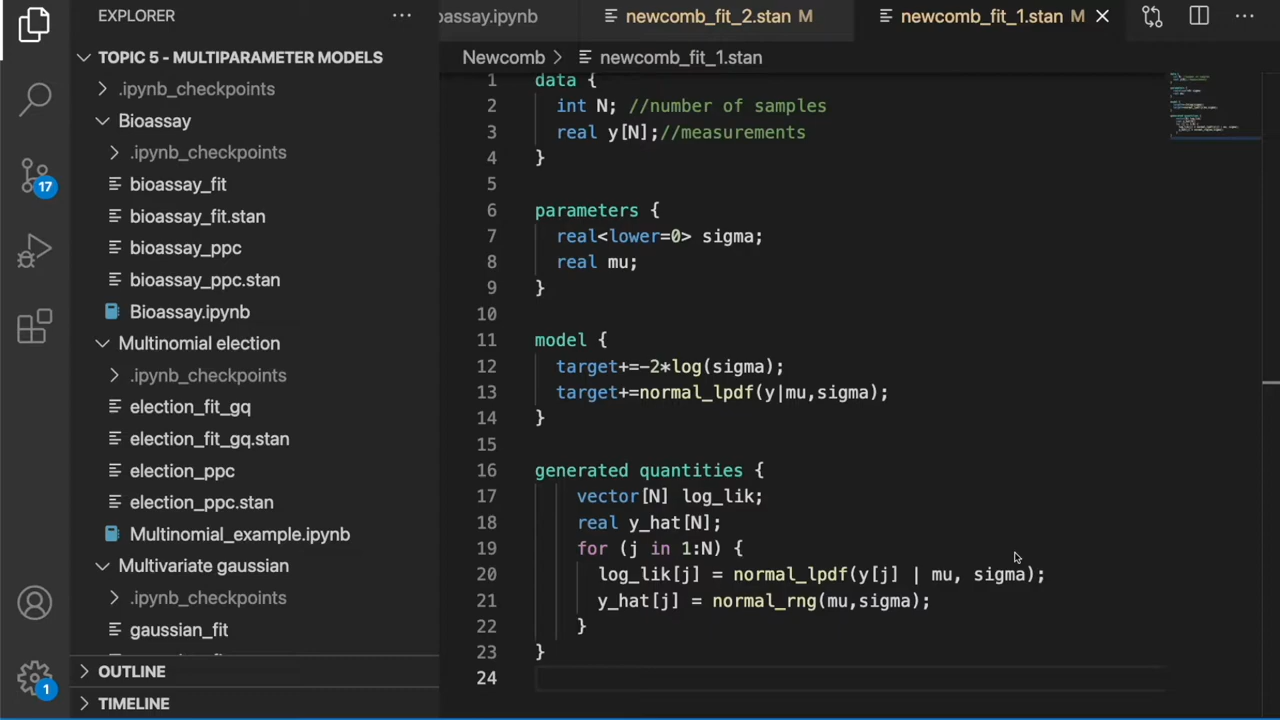 EXPLORER
TOPIC 5 - MULTIPARAMETER MODELS
.ipynb_checkpoints
Bioassay
.ipynb_checkpoints
bioassay_fit
bioassay_fit.stan
bioassay_ppc
bioassay_ppc.stan
Bioassay.ipynb
Multinomial election
.ipynb_checkpoints
election_fit_gq
election_fit_gq.stan
election_ppc
election_ppc.stan
Multinomial_example.ipynb
Multivariate gaussian
.ipynb_checkpoints
gaussian_fit
OUTLINE
TIMELINE
17
1
oassay.ipynb
newcomb_fit_2.stan M
newcomb_fit_1.stan M
Newcomb > newcomb_fit_1.stan
1 data {
2 int N; //number of samples
3 real y[N];//measurements
4 }
5
6 parameters {
7 real<lower=0> sigma;
8 real mu;
9 }
10
11 model {
12 target+=-2*log(sigma);
13 target+=normal_lpdf(y|mu,sigma);
14 }
15
16 generated quantities {
17 vector[N] log_lik;
18 real y_hat[N];
19 for (j in 1:N) {
20 log_lik[j] = normal_lpdf(y[j] | mu, sigma);
21 y_hat[j] = normal_rng(mu,sigma);
22 }
23 }
24